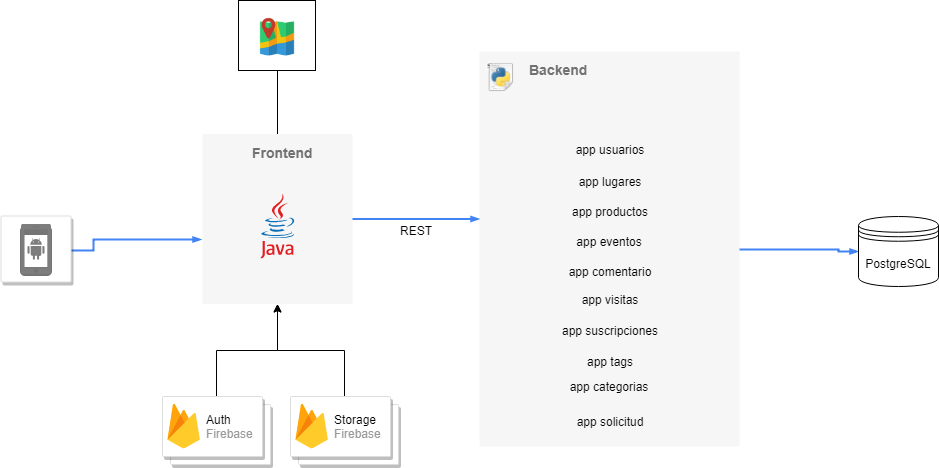 Frontend
Java
REST
Backend
app usuarios
app lugares
app productos
app eventos
app comentario
app visitas
app suscripciones
app tags
app categorias
app solicitud
PostgreSQL
Auth
Firebase
Storage
Firebase